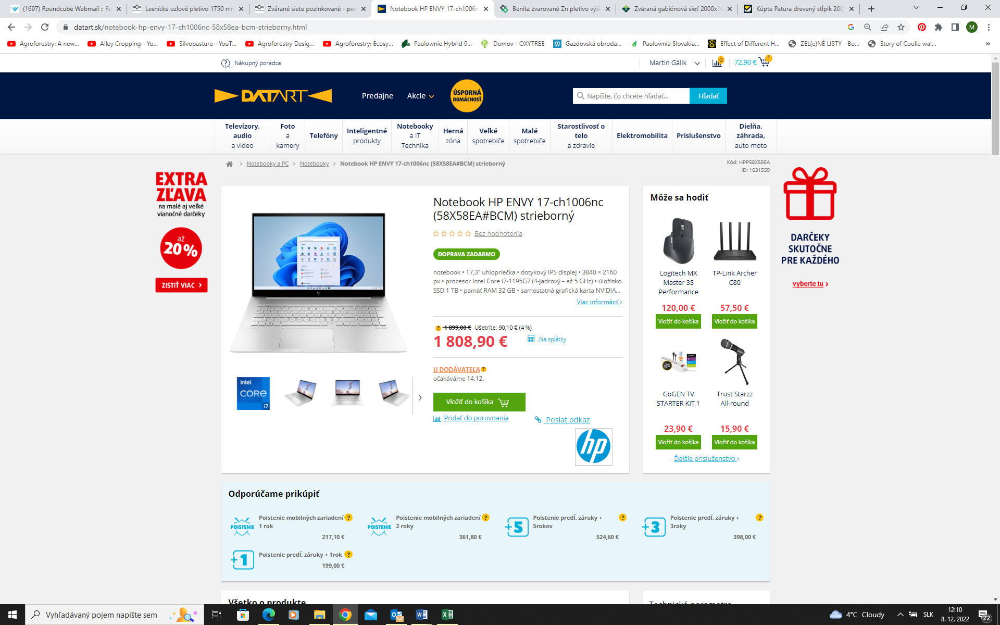 (1697) Roundcube Webmail :: Re
Lesnícke uzlové pletivo 1750 mm
Zvárané siete pozinkované - pev
Notebook HP ENVY 17-ch1006n
Benita zvarované Zn pletivo výšk
Zváraná gabiónová sieť 2000x10
Kúpte Patura drevený stĺpik 200
datart.sk/notebook-hp-envy-17-ch1006nc-58x58ea-bcm-strieborny.html
M
Agroforestry: A new...
Alley Cropping - Yo...
Silvopasture - YouT...
Agroforestry Desig...
Agroforestry: Ecosy...
Paulownie Hybrid 9...
Domov - OXYTREE
Gazdovská obroda...
Paulownia Slovakia...
Effect of Different H...
ZEL(e)NÉ LISTY - Bo...
Story of Coulie wal...
Nákupný poradca
Martin Gálik
0
72,90 €
1
DATART
Predajne
Akcie
ÚSPORNÁ
DOMÁCNOSŤ
Napíšte, čo chcete hľadať...
Hľadať
Televízory,
audio
a video
Foto
a
kamery
Telefóny
Inteligentné
produkty
Notebooky
a IT
Technika
Herná
zóna
Veľké
spotrebiče
Malé
spotrebiče
Starostlivosť o
telo
a zdravie
Elektromobilita
Príslušenstvo
Dielňa,
záhrada,
auto moto
Notebooky a PC
Notebooky
Notebook HP ENVY 17-ch1006nc (58X58EA#BCM) strieborný
Kód: HPP58X58EA
ID: 1631559
EXTRA
ZĽAVA
na malé aj veľké
vianočné darčeky
až
20%
ZISTIŤ VIAC
intel
CORE
i7
Notebook HP ENVY 17-ch1006nc
(58X58EA#BCM) strieborný
Bez hodnotenia
DOPRAVA ZADARMO
notebook • 17,3" uhlopriečka • dotykový IPS displej • 3840 × 2160
px • procesor Intel Core i7-1195G7 (4-jadrový – až 5 GHz) • úložisko
SSD 1 TB • pamäť RAM 32 GB • samostatná grafická karta NVIDIA...
Viac informácií
? 1 899,00 € Ušetríte: 90,10 € (4 %)
1 808,90 €
Na splátky
U DODÁVATEĽA ?
očakávame 14.12.
Vložiť do košíka
Pridať do porovnania
Poslat odkaz
hp
Môže sa hodiť
Logitech MX
Master 3S
Performance
120,00 €
Vložiť do košíka
TP-Link Archer
C80
57,50 €
Vložiť do košíka
GoGEN TV
STARTER KIT 1
23,90 €
Vložiť do košíka
Trust Starzz
All-round
15,90 €
Vložiť do košíka
Ďalšie príslušenstvo
DARČEKY
SKUTOČNE
PRE KAŽDÉHO
vyberte tu
Odporúčame prikúpiť
POISTENIE
Poistenie mobilných zariadení ?
1 rok
217,10 €
POISTENIE
Poistenie mobilných zariadení ?
2 roky
361,80 €
+5
Poistenie predĺ. záruky + ?
5rokov
524,60 €
+3
Poistenie predĺ. záruky + ?
3roky
398,00 €
+1
Poistenie predĺ. záruky + 1rok ?
199,00 €
Všetko o produkte
Technické parametre
Vyhľadávaný pojem napíšte sem
4°C Cloudy
SLK
12:10
8. 12. 2022
22